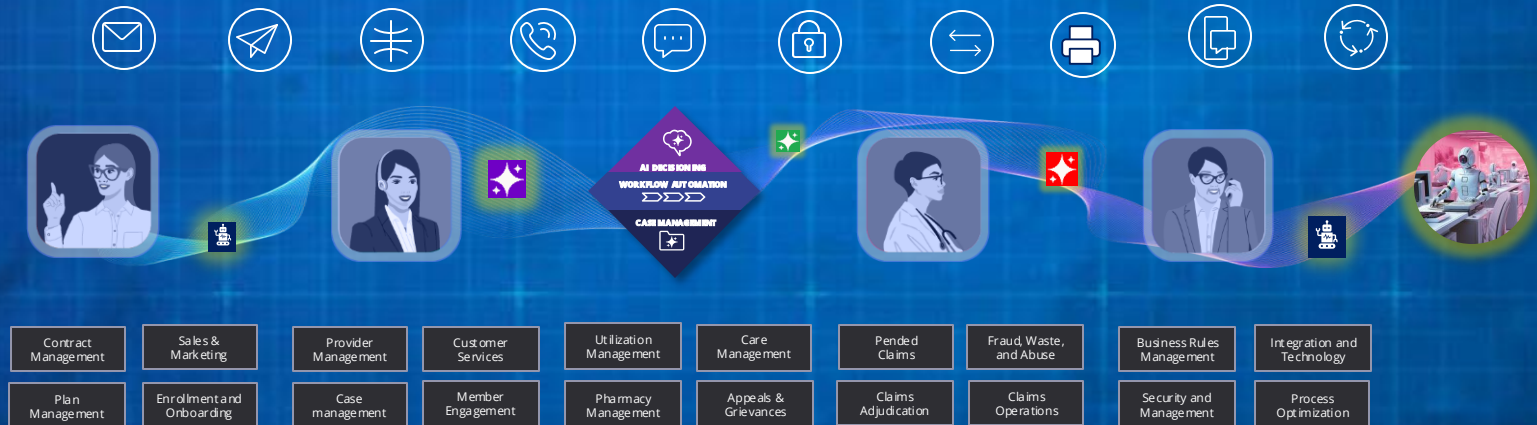 AI DECISIONING
WORKFLOW AUTOMATION
CASE MANAGEMENT
Contract
Management
Sales &
Marketing
Provider
Management
Customer
Services
Utilization
Management
Care
Management
Pended
Claims
Fraud, Waste,
and Abuse
Business Rules
Management
Integration and
Technology
Plan
Management
Enrollment and
Onboarding
Case
management
Member
Engagement
Pharmacy
Management
Appeals &
Grievances
Claims
Adjudication
Claims
Operations
Security and
Management
Process
Optimization